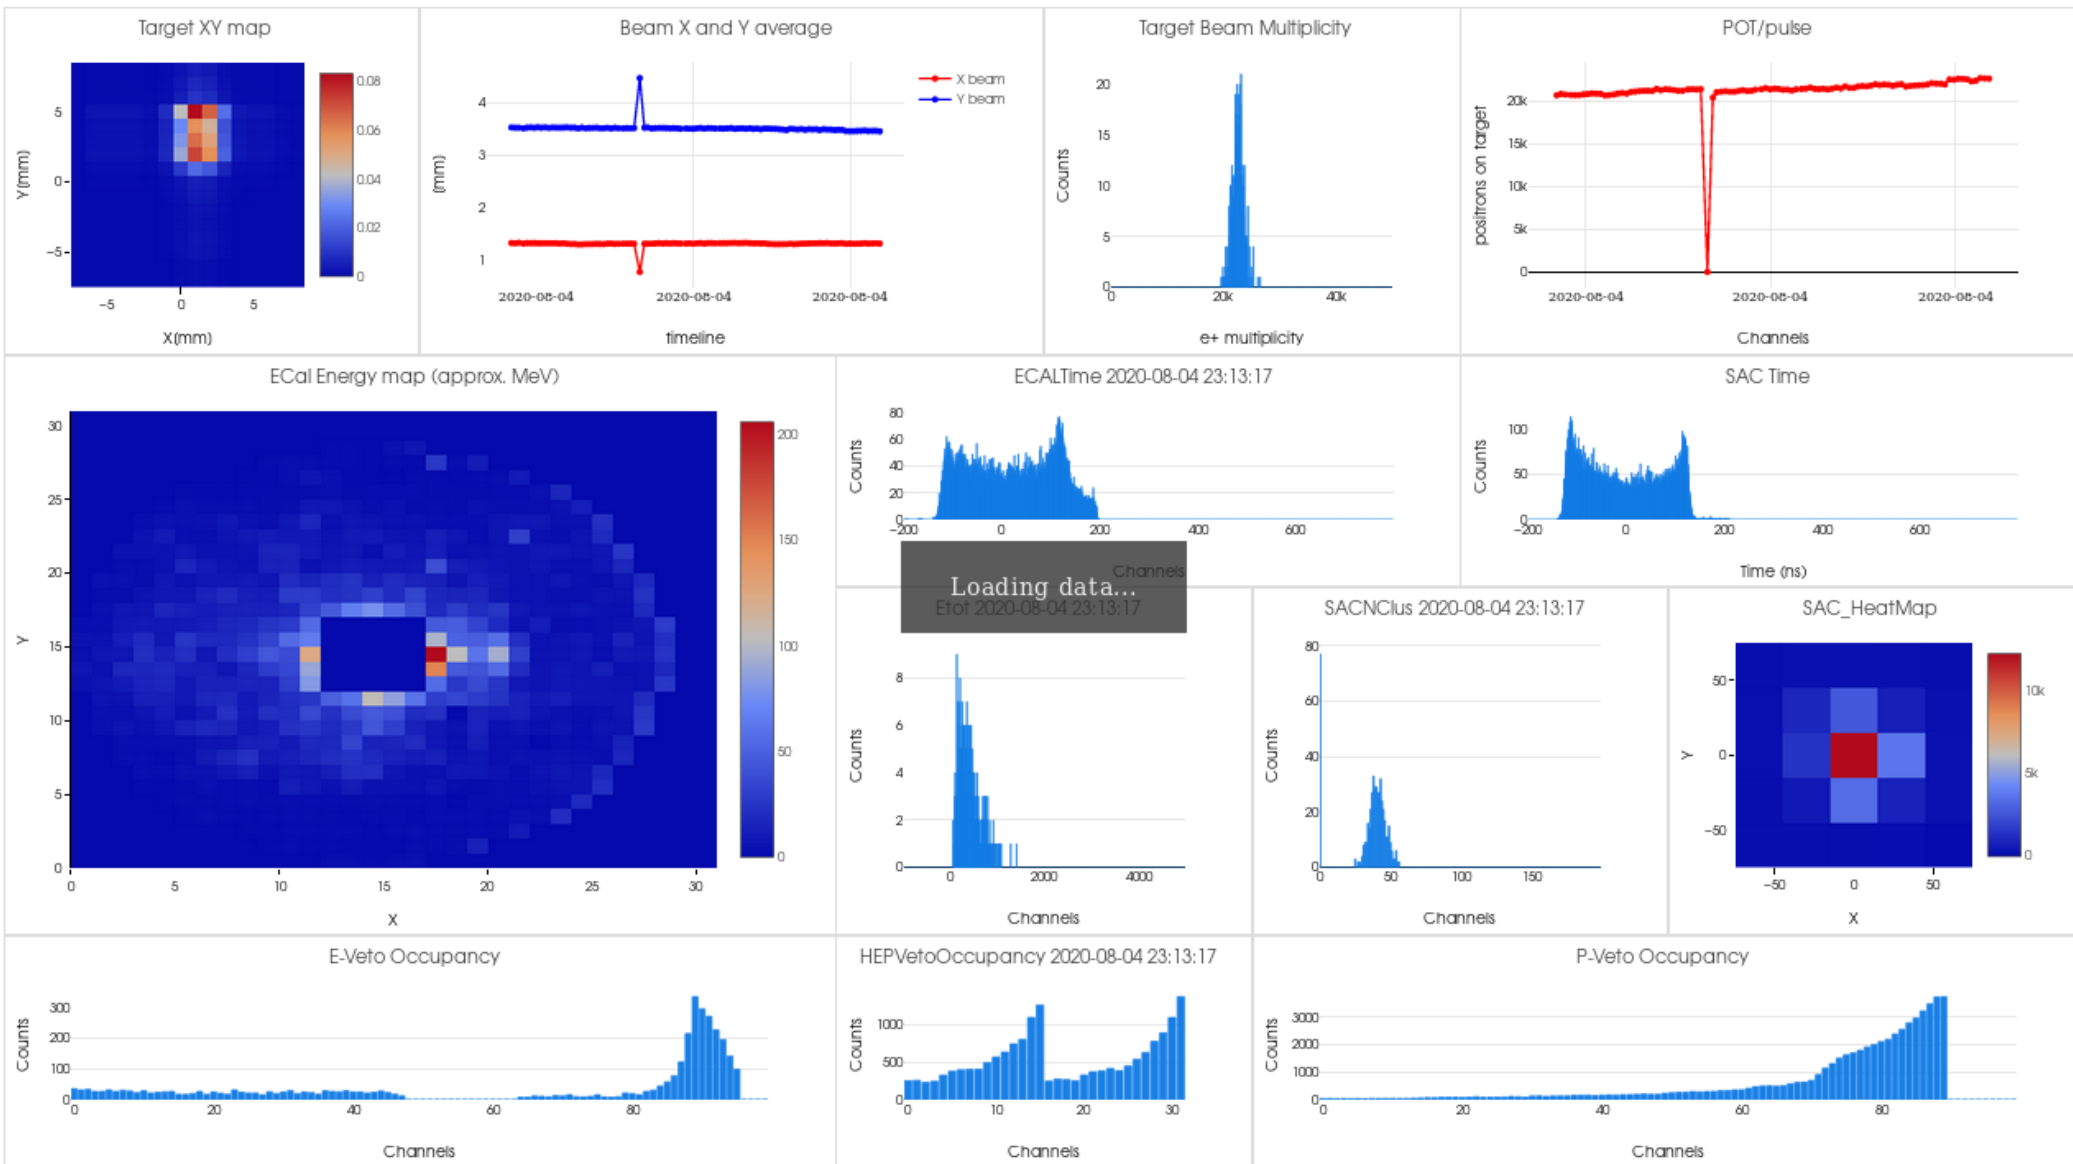 Target XY map
Y(mm)
5
0
−5
−5 0 5
X(mm)
0.08
0.06
0.04
0.02
0
Beam X and Y average
(mm)
4
3
2
1
2020-08-04 2020-08-04 2020-08-04
timeline
X beam
Y beam
Target Beam Multiplicity
Counts
20
15
10
5
0
0 20k 40k
e+ multiplicity
POT/pulse
positrons on target
20k
15k
10k
5k
0
2020-08-04 2020-08-04 2020-08-04
Channels
ECal Energy map (approx. MeV)
Y
30
25
20
15
10
5
0
0 5 10 15 20 25 30
X
200
150
100
50
0
ECALTime 2020-08-04 23:13:17
Counts
80
60
40
20
0
−200 0 200 400 600
Channels
SAC Time
Counts
100
50
0
−200 0 200 400 600
Time (ns)
Loading data...
Etot 2020-08-04 23:13:17
Counts
8
6
4
2
0
0 2000 4000
Channels
SACNClus 2020-08-04 23:13:17
Counts
80
60
40
20
0
0 50 100 150
Channels
SAC_HeatMap
Y
50
0
−50
−50 0 50
X
10k
5k
0
E-Veto Occupancy
Counts
300
200
100
0
0 20 40 60 80
Channels
HEPVetoOccupancy 2020-08-04 23:13:17
Counts
1000
500
0
0 10 20 30
Channels
P-Veto Occupancy
Counts
3000
2000
1000
0
0 20 40 60 80
Channels